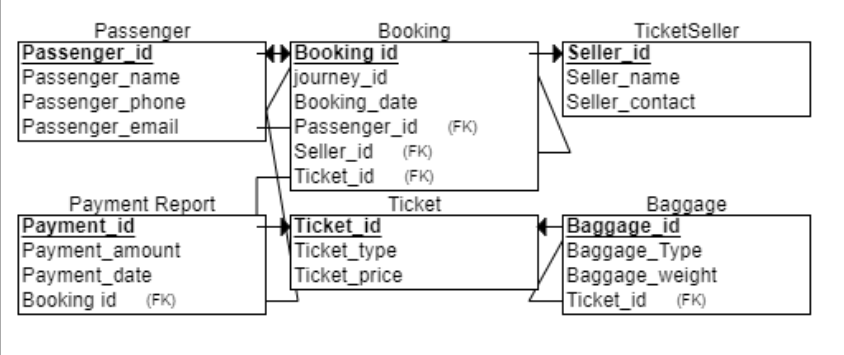 Passenger
Passenger_id
Passenger_name
Passenger_phone
Passenger_email
Booking
Booking id
journey_id
Booking_date
Passenger_id (FK)
Seller_id (FK)
Ticket_id (FK)
TicketSeller
Seller_id
Seller_name
Seller_contact
Payment Report
Payment_id
Payment_amount
Payment_date
Booking id (FK)
Ticket
Ticket_id
Ticket_type
Ticket_price
Baggage
Baggage_id
Baggage_Type
Baggage_weight
Ticket_id (FK)